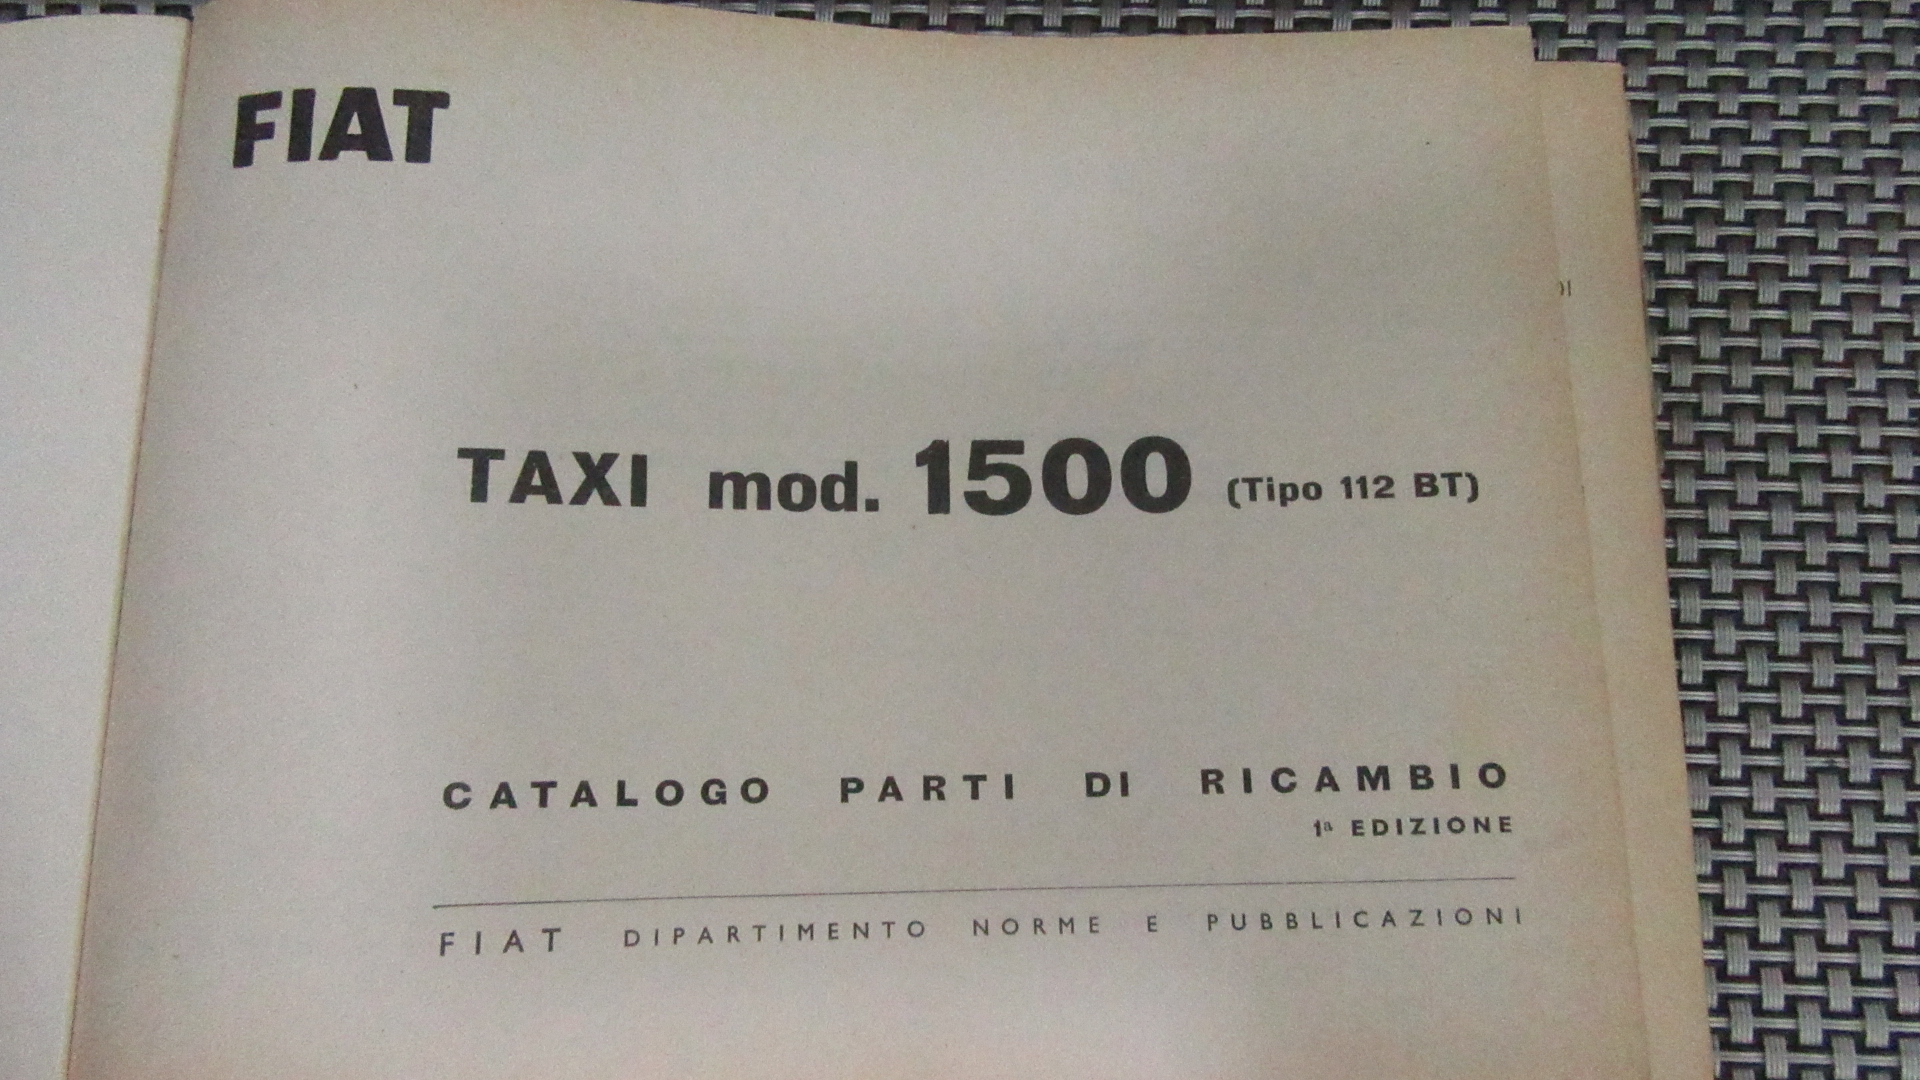 FIAT
TAXI mod. 1500 (Tipo 112 BT)
CATALOGO PARTI DI RICAMBIO
1ª EDIZIONE
FIAT DIPARTIMENTO NORME E PUBBLICAZIONI